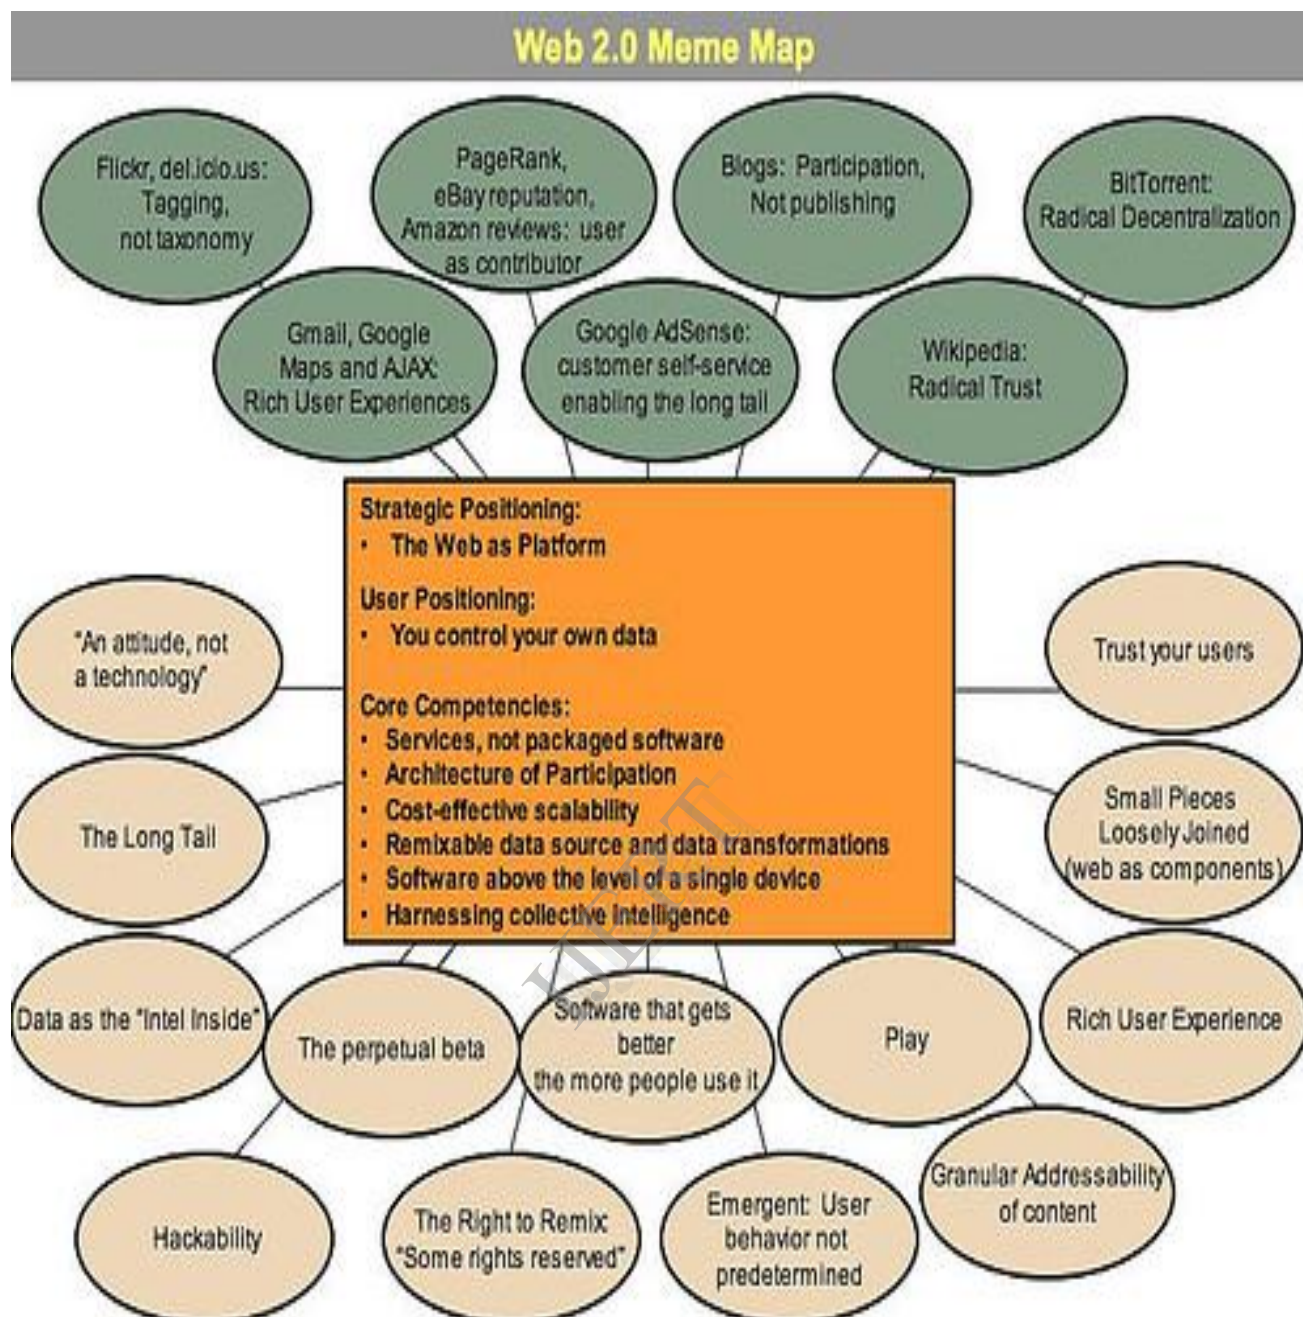 Web 2.0 Meme Map
Flickr, del.icio.us:
Tagging,
not taxonomy
PageRank,
eBay reputation,
Amazon reviews: user
as contributor
Blogs: Participation,
Not publishing
BitTorrent:
Radical Decentralization
Gmail, Google
Maps and AJAX:
Rich User Experiences
Google AdSense:
customer self-service
enabling the long tail
Wikipedia:
Radical Trust
Strategic Positioning:
• The Web as Platform
User Positioning:
• You control your own data
Core Competencies:
• Services, not packaged software
• Architecture of Participation
• Cost-effective scalability
• Remixable data source and data transformations
• Software above the level of a single device
• Harnessing collective intelligence
"An attitude, not
a technology"
The Long Tail
Data as the "Intel Inside"
Trust your users
Small Pieces
Loosely Joined
(web as components)
Rich User Experience
The perpetual beta
Software that gets
better
the more people use it
Play
Hackability
The Right to Remix:
"Some rights reserved"
Emergent: User
behavior not
predetermined
Granular Addressability
of content
IJERT